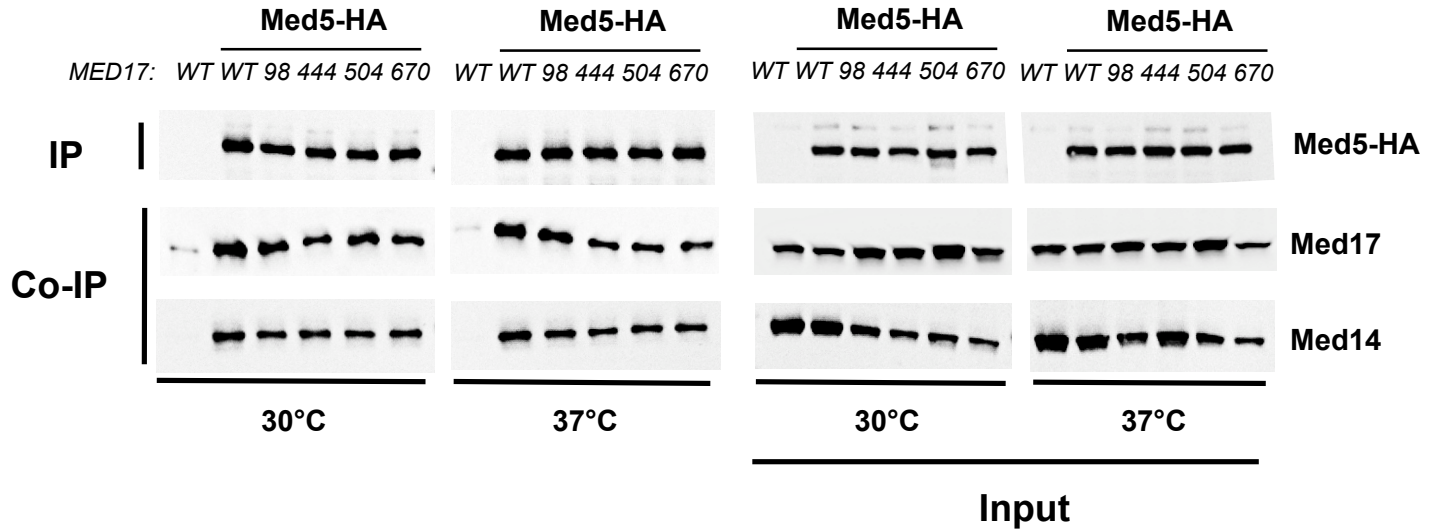 Med5-HA Med5-HA Med5-HA Med5-HA
MED17: WT WT 98 444 504 670 WT WT 98 444 504 670 WT WT 98 444 504 670 WT WT 98 444 504 670
IP Med5-HA
Med17
Co-IP
Med14
30°C 37°C 30°C 37°C
Input